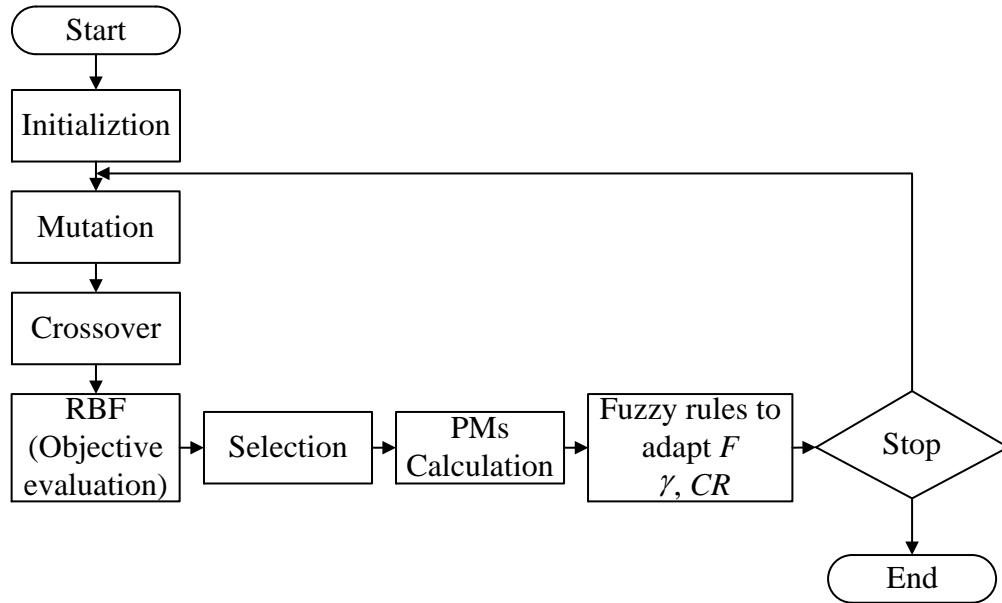 Start
Initializtion
Mutation
Crossover
RBF
(Objective
evaluation)
Selection
PMs
Calculation
Fuzzy rules to
adapt F
γ, CR
Stop
End